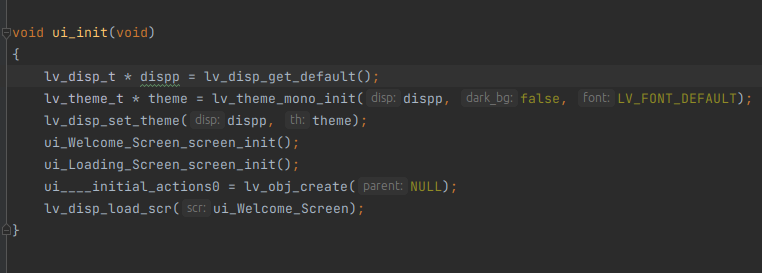 void ui_init(void)
{
lv_disp_t * dispp = lv_disp_get_default();
lv_theme_t * theme = lv_theme_mono_init( disp: dispp, dark_bg: false, font: LV_FONT_DEFAULT);
lv_disp_set_theme( disp: dispp, th: theme);
ui_Welcome_Screen_screen_init();
ui_Loading_Screen_screen_init();
ui____initial_actions0 = lv_obj_create( parent: NULL);
lv_disp_load_scr( scr: ui_Welcome_Screen);
}